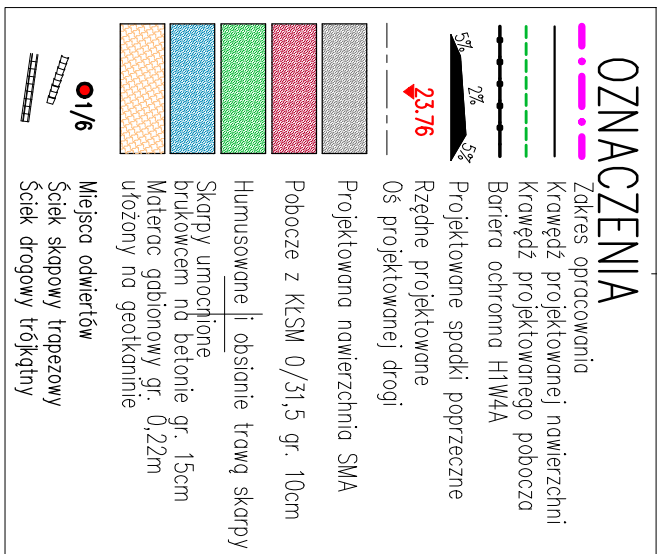 OZNACZENIA
Zakres opracowania
Krawędź projektowanej nawierzchni
Krawędź projektowanego pobocza
Bariera ochronna H1W4A
5% 2% 5%
Projektowane spadki poprzeczne
23.76
Rzędne projektowane
Oś projektowanej drogi
Projektowana nawierzchnia SMA
Pobocze z KŁSM 0/31,5 gr. 10cm
Humusowane i obsianie trawą skarpy
Skarpy umocnione
brukowcem na betonie gr. 15cm
Materac gabionowy gr. 0,22m
ułożony na geotkaninie
1/6
Miejsca odwiertów
Ściek skapowy trapezowy
Ściek drogowy trójkątny